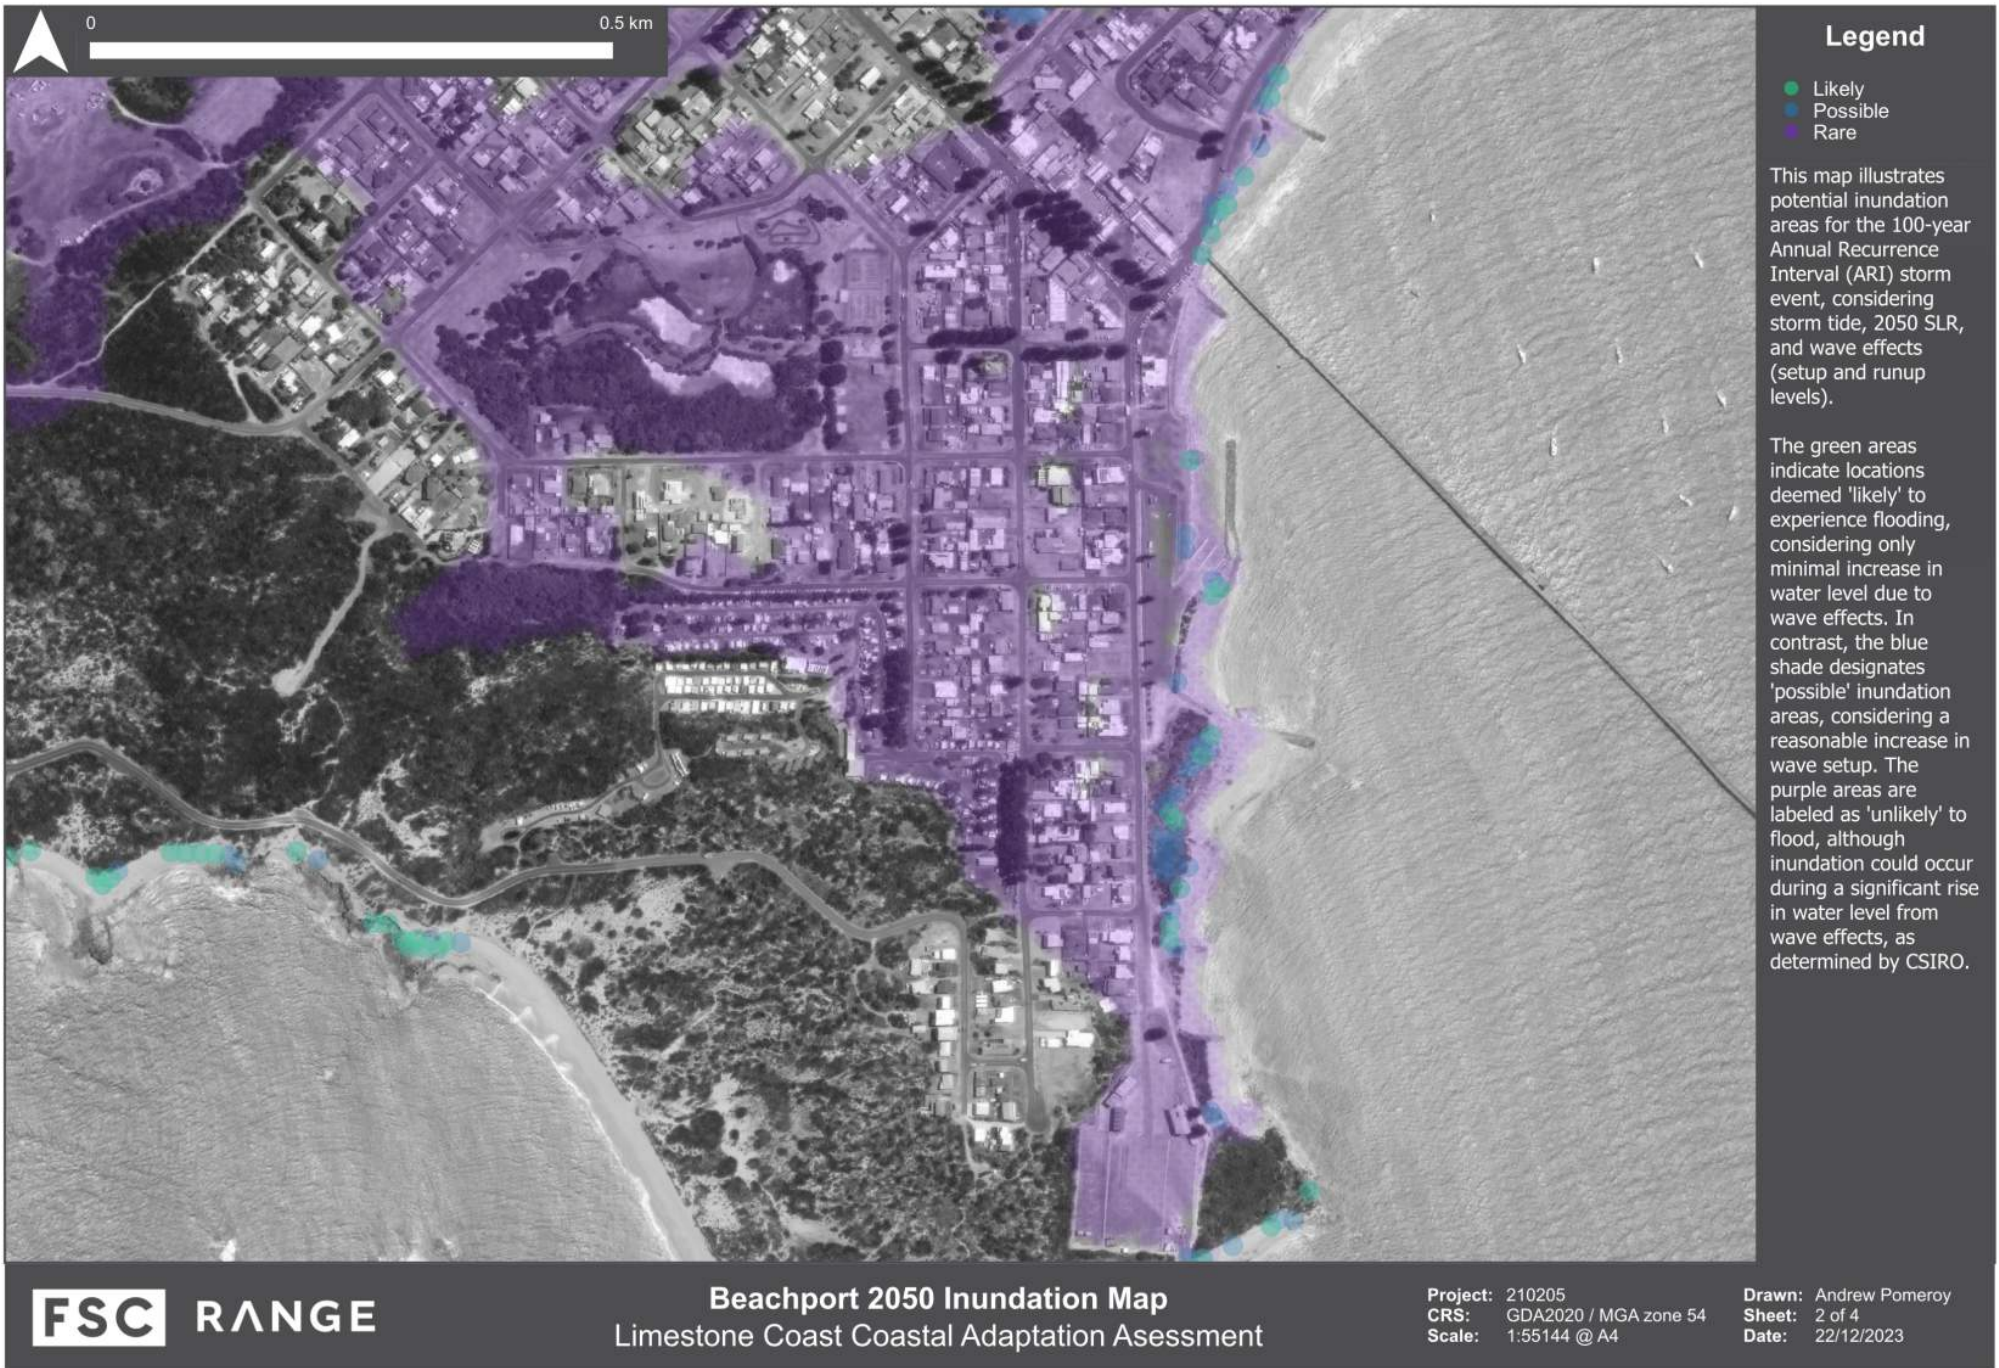 0 0.5 km
Legend
Likely
Possible
Rare
This map illustrates
potential inundation
areas for the 100-year
Annual Recurrence
Interval (ARI) storm
event, considering
storm tide, 2050 SLR,
and wave effects
(setup and runup
levels).
The green areas
indicate locations
deemed 'likely' to
experience flooding,
considering only
minimal increase in
water level due to
wave effects. In
contrast, the blue
shade designates
'possible' inundation
areas, considering a
reasonable increase in
wave setup. The
purple areas are
labeled as 'unlikely' to
flood, although
inundation could occur
during a significant rise
in water level from
wave effects, as
determined by CSIRO.
FSC RANGE
Beachport 2050 Inundation Map
Limestone Coast Coastal Adaptation Asessment
Project: 210205
CRS: GDA2020 / MGA zone 54
Scale: 1:55144 @ A4
Drawn: Andrew Pomeroy
Sheet: 2 of 4
Date: 22/12/2023